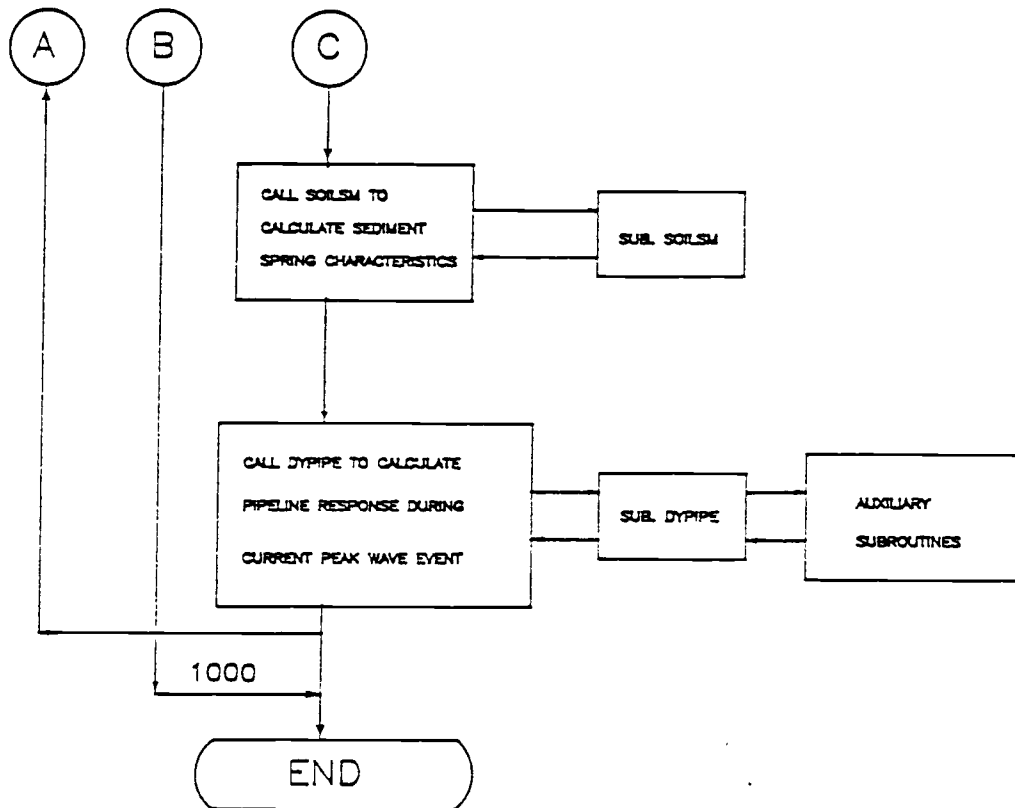 A B C
CALL SOILSM TO
CALCULATE SEDIMENT
SPRING CHARACTERISTICS
SUB. SOILSM
CALL DYPIPE TO CALCULATE
PIPELINE RESPONSE DURING
CURRENT PEAK WAVE EVENT
SUB. DYPIPE
AUXILIARY
SUBROUTINES
1000
END